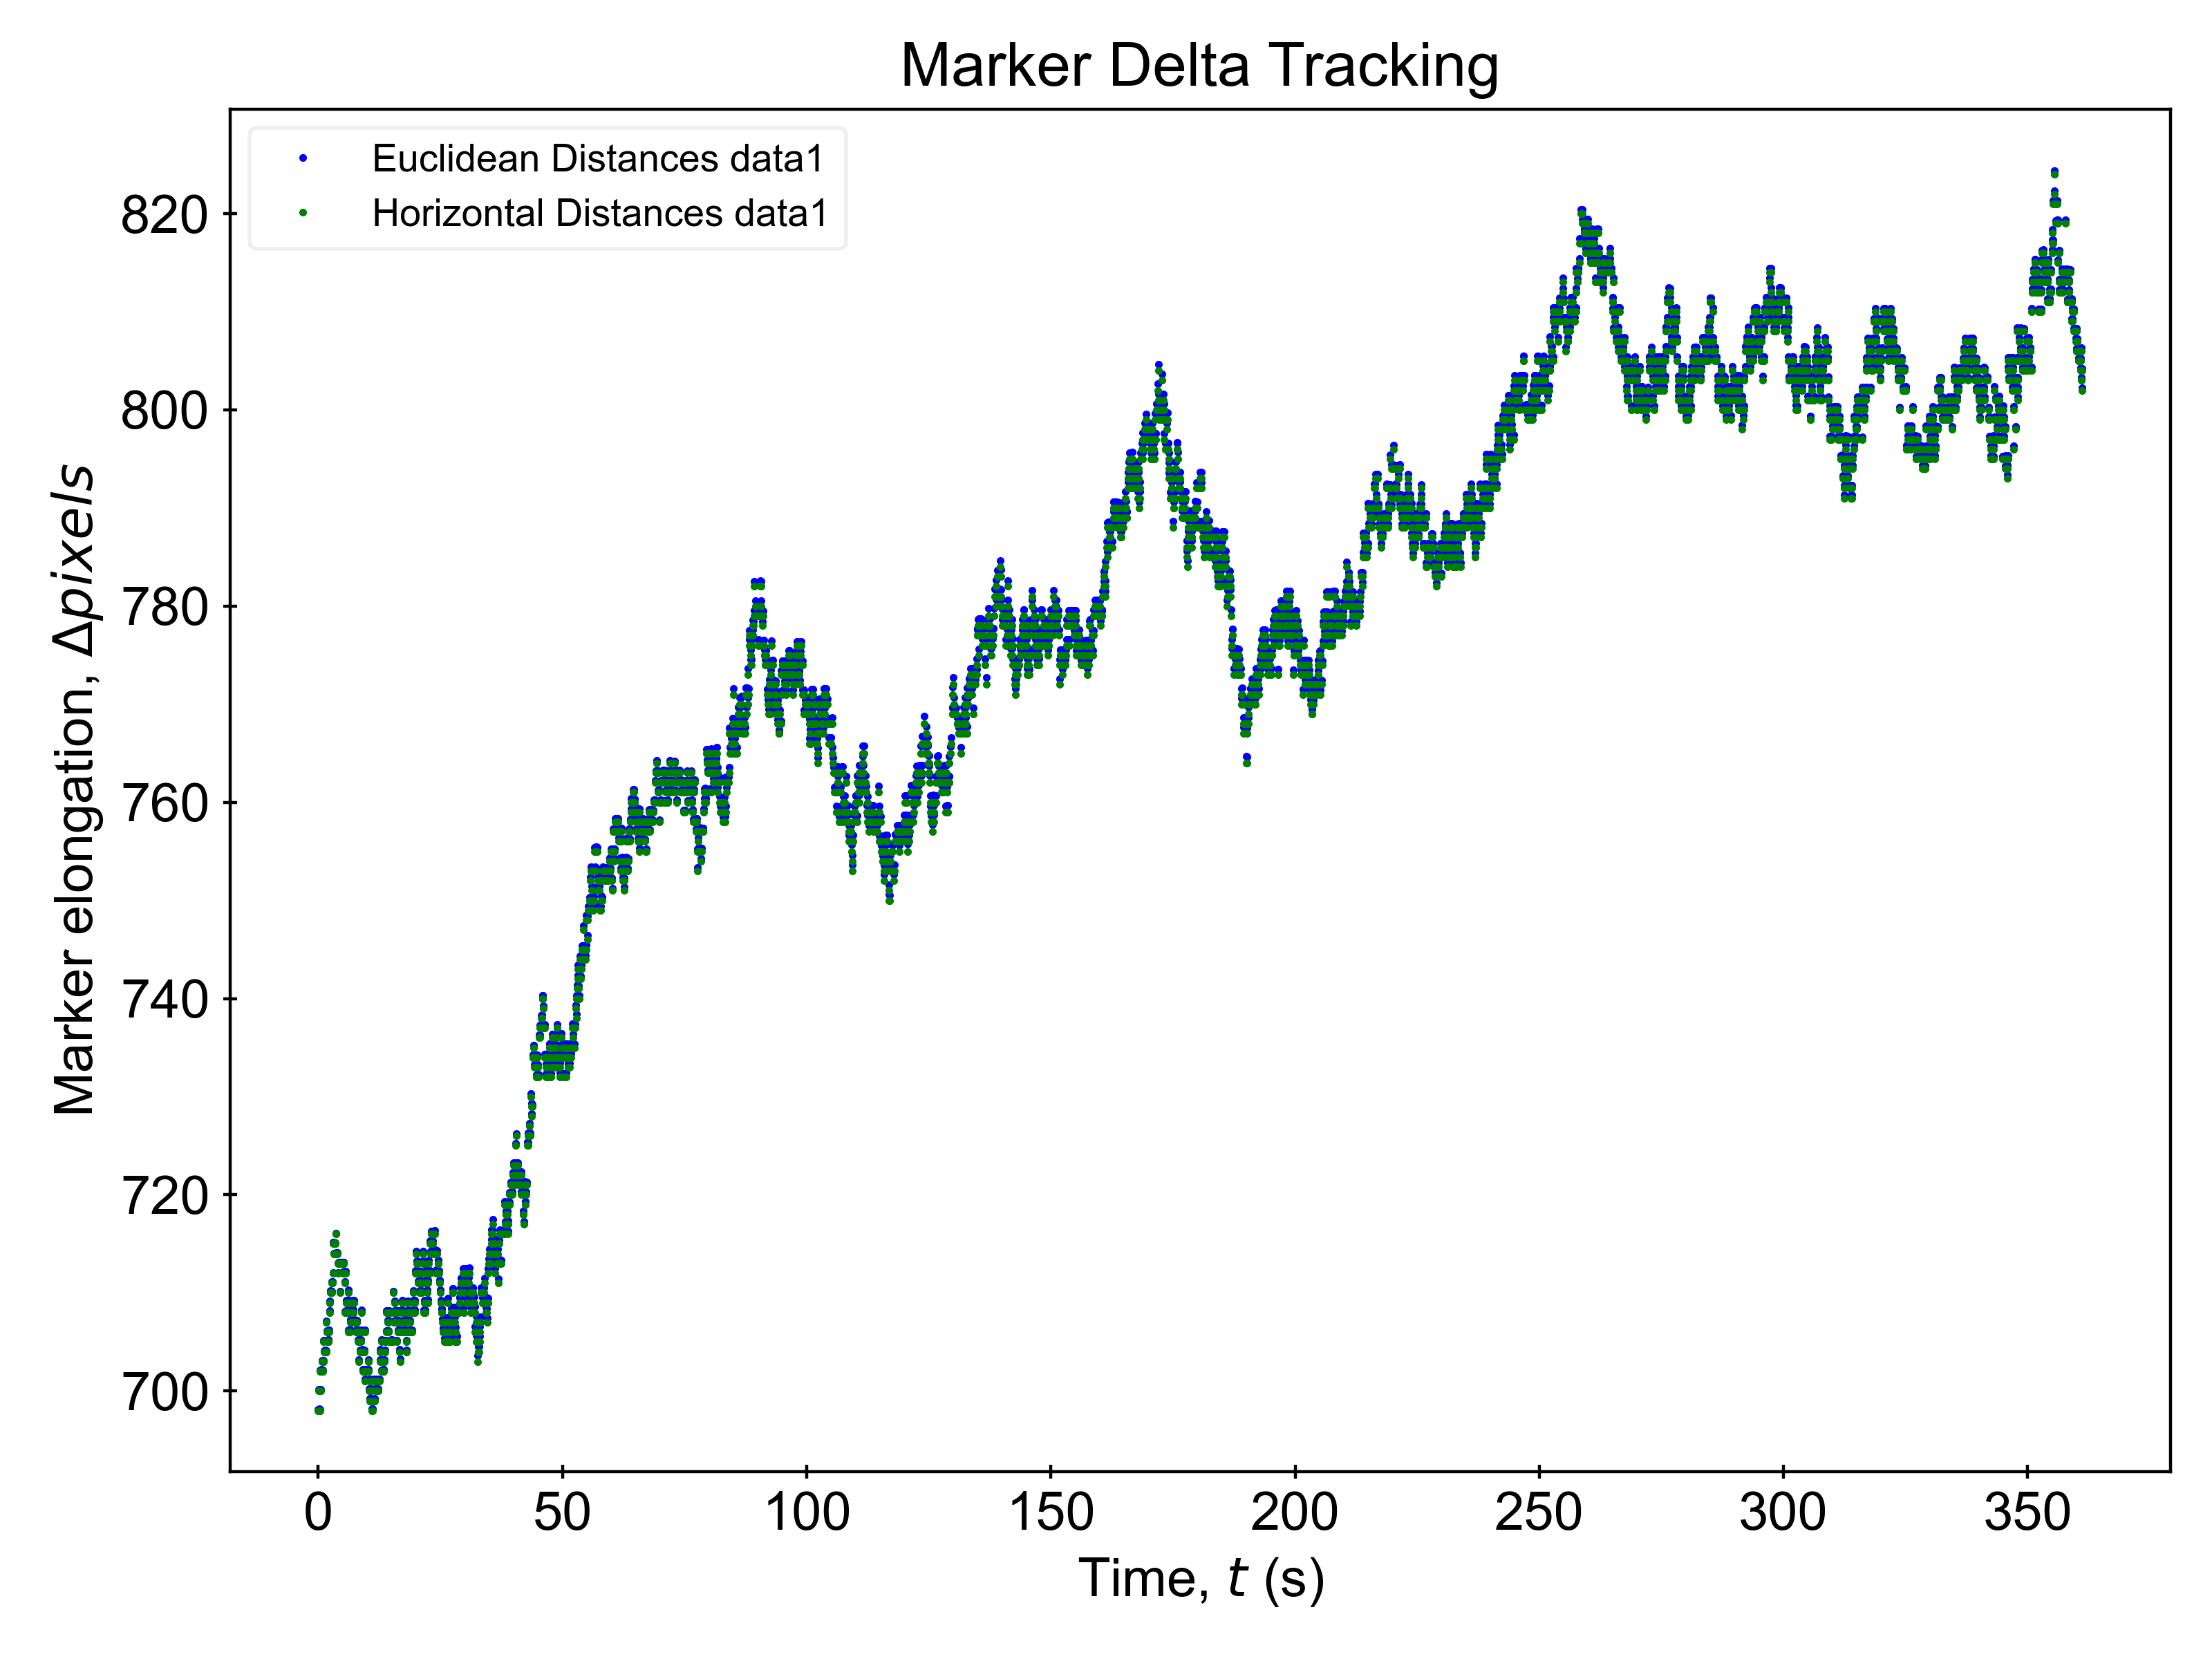 Marker Delta Tracking
Euclidean Distances data1
Horizontal Distances data1
820
800
780
760
740
720
700
Marker elongation, Δpixels
0 50 100 150 200 250 300 350
Time, t (s)